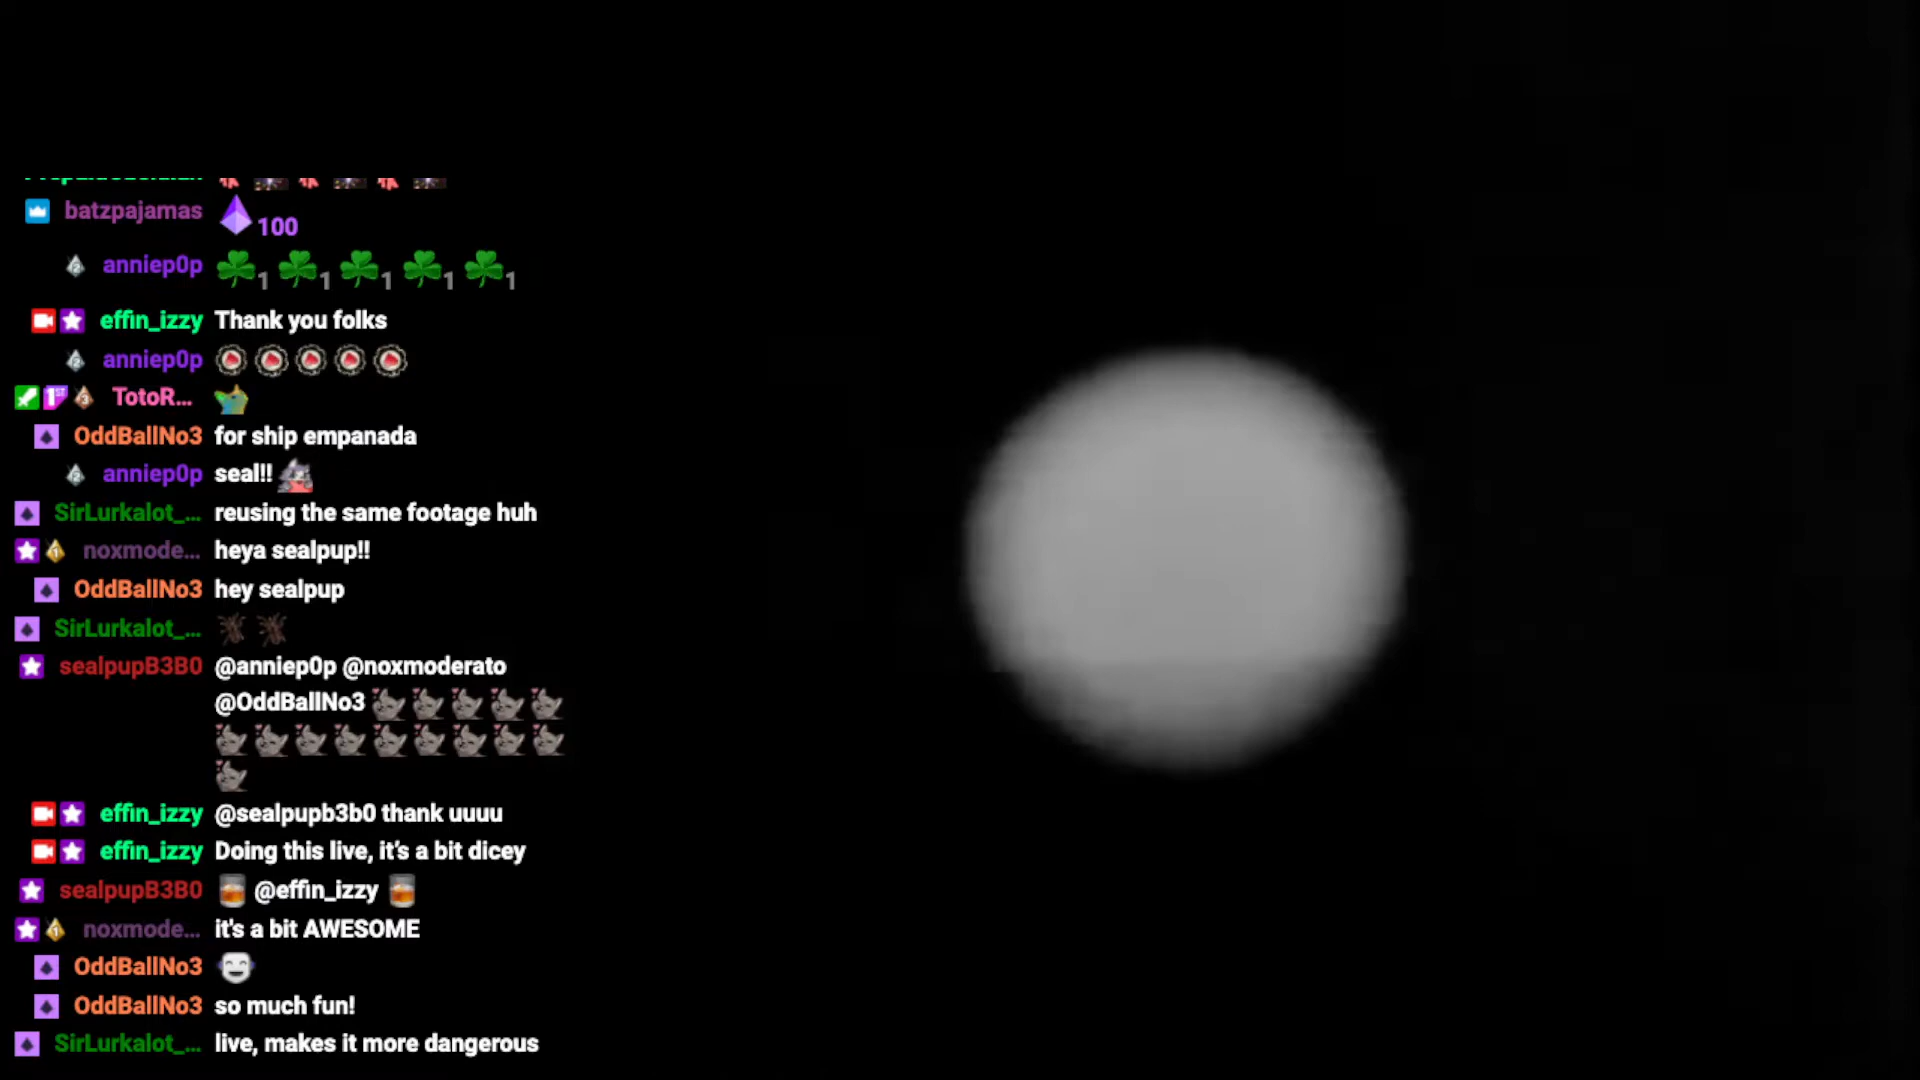 batzpajamas 100
anniep0p 1 1 1 1 1
effin_izzy Thank you folks
anniep0p
TotoR...
OddBallNo3 for ship empanada
anniep0p seal!!
SirLurkalot_... reusing the same footage huh
noxmode... heya sealpup!!
OddBallNo3 hey sealpup
SirLurkalot_...
sealpupB3B0 @anniep0p @noxmoderato
@OddBallNo3
effin_izzy @sealpupb3b0 thank uuuu
effin_izzy Doing this live, it's a bit dicey
sealpupB3B0 @effin_izzy
noxmode... it's a bit AWESOME
OddBallNo3
OddBallNo3 so much fun!
SirLurkalot_... live, makes it more dangerous